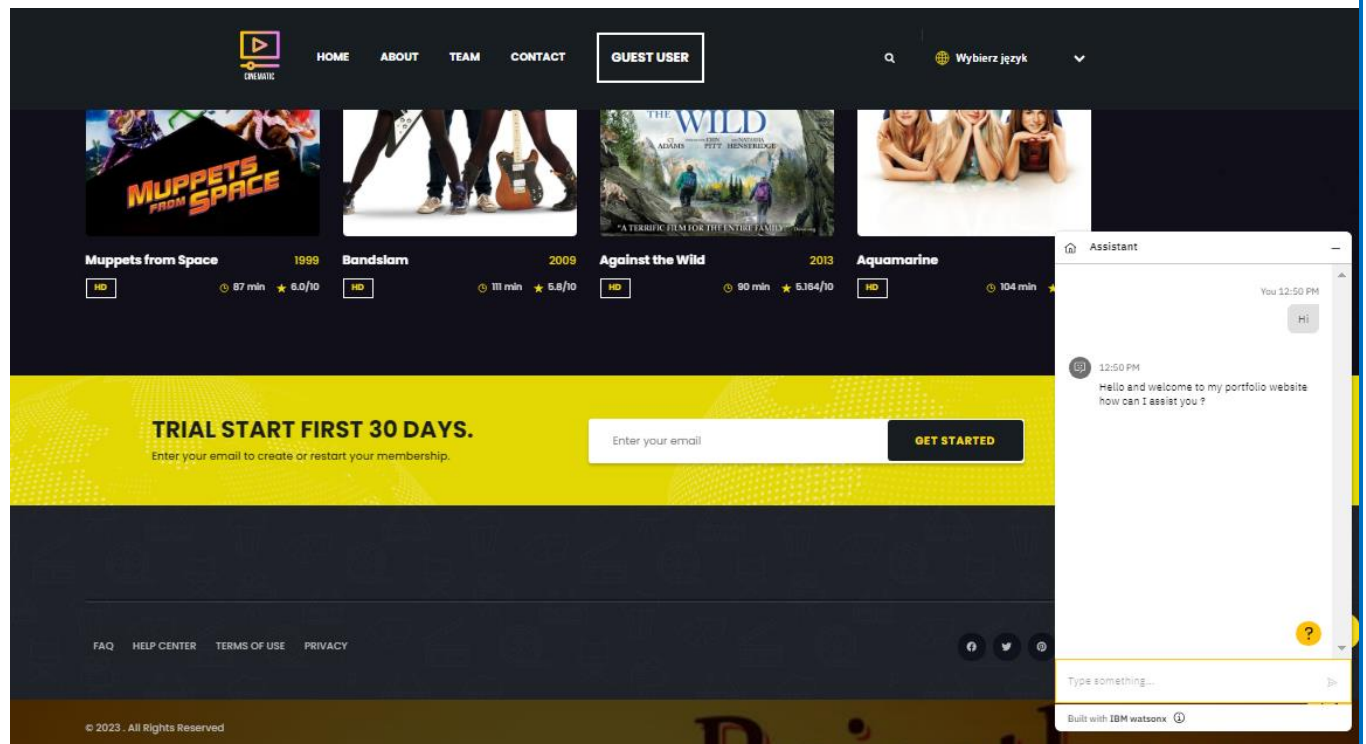 CINEMATIC
HOME ABOUT TEAM CONTACT GUEST USER Wybierz język
MUPPETS
FROM SPACE
THE WILD
ADAMS PITT HENSTRIDGE
"A TERRIFIC FILM FOR THE ENTIRE FAMILY"
Muppets from Space 1999
HD 87 min 6.0/10
Bandslam 2009
HD 111 min 5.8/10
Against the Wild 2013
HD 90 min 5.164/10
Aquamarine
HD 104 min
TRIAL START FIRST 30 DAYS.
Enter your email to create or restart your membership.
Enter your email GET STARTED
FAQ HELP CENTER TERMS OF USE PRIVACY
© 2023 . All Rights Reserved
Assistant
You 12:50 PM
Hi
12:50 PM
Hello and welcome to my portfolio website
how can I assist you ?
?
Type something...
Built with IBM watsonx